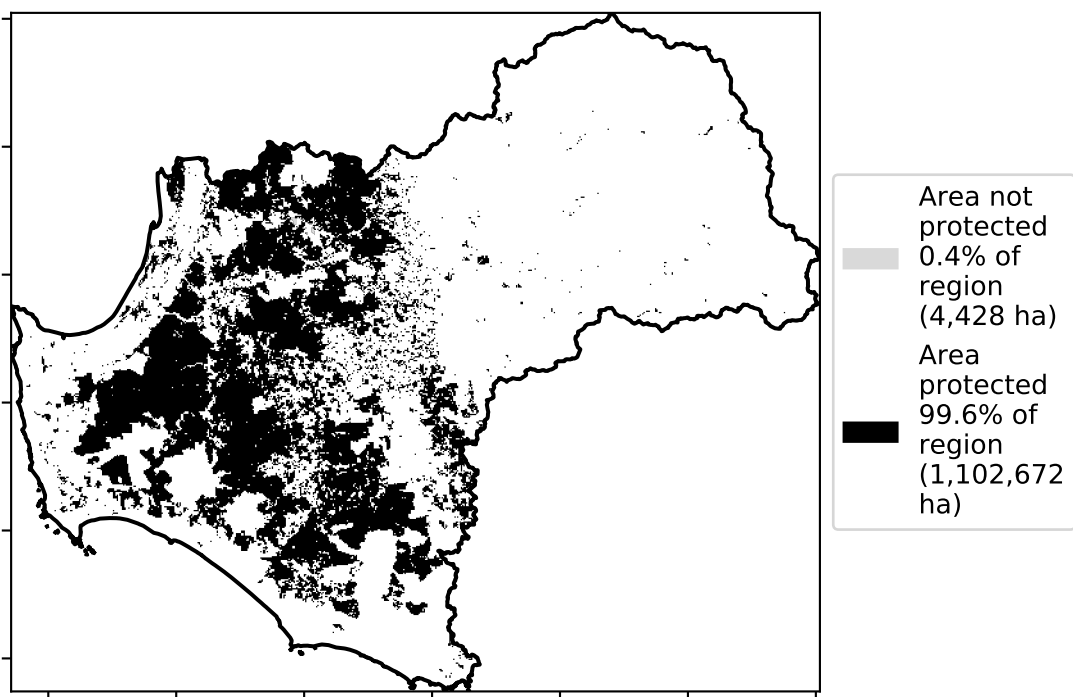 Area not
protected
0.4% of
region
(4,428 ha)
Area
protected
99.6% of
region
(1,102,672
ha)